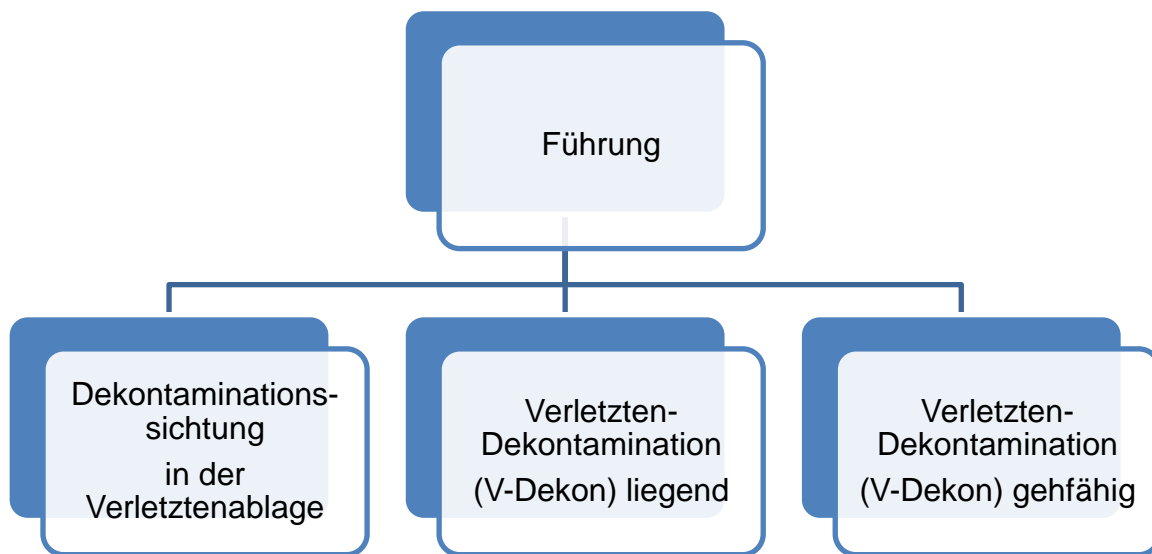 Führung
Dekontaminations-
sichtung
in der
Verletztenablage
Verletzten-
Dekontamination
(V-Dekon) liegend
Verletzten-
Dekontamination
(V-Dekon) gehfähig